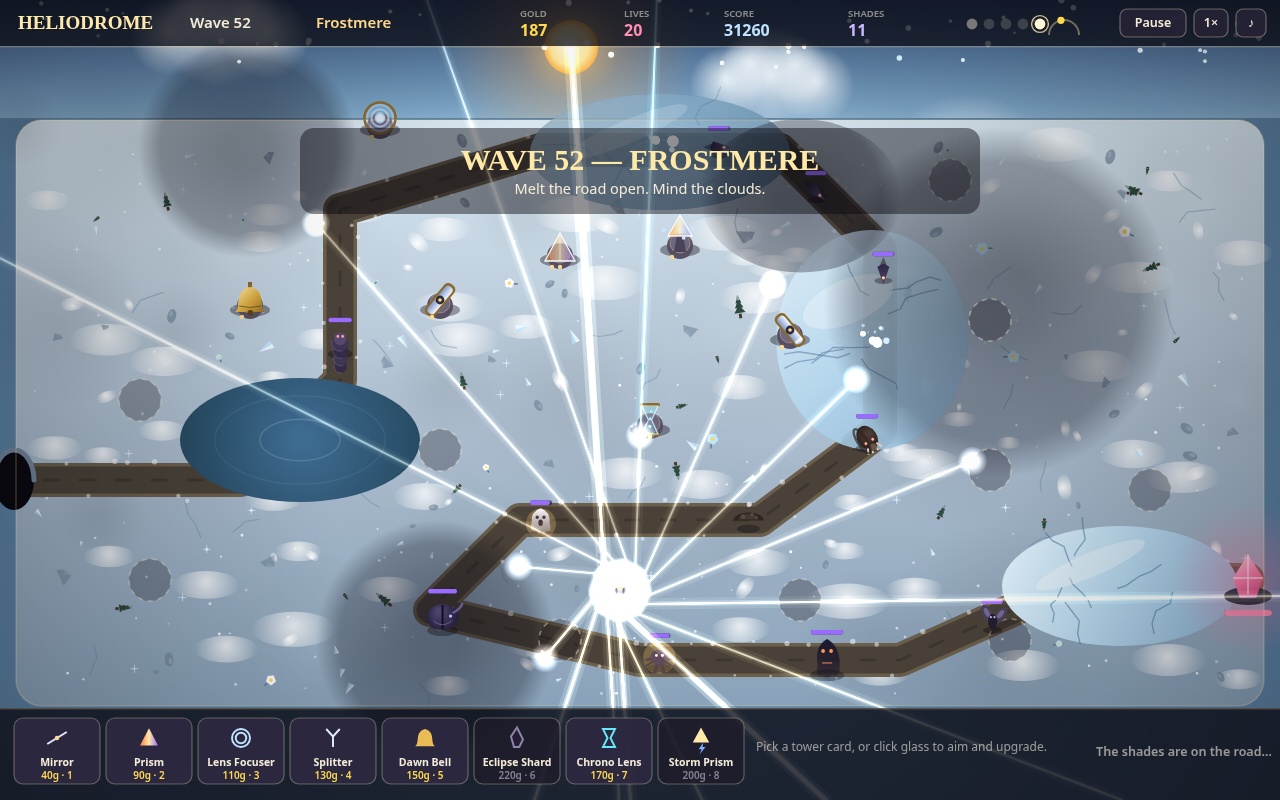 HELIODROME
Wave 52
Frostmere
GOLD
187
LIVES
20
SCORE
31260
SHADES
11
Pause
1×
♪
WAVE 52 — FROSTMERE
Melt the road open. Mind the clouds.
Mirror
40g · 1
Prism
90g · 2
Lens Focuser
110g · 3
Splitter
130g · 4
Dawn Bell
150g · 5
Eclipse Shard
220g · 6
Chrono Lens
170g · 7
Storm Prism
200g · 8
Pick a tower card, or click glass to aim and upgrade.
The shades are on the road...